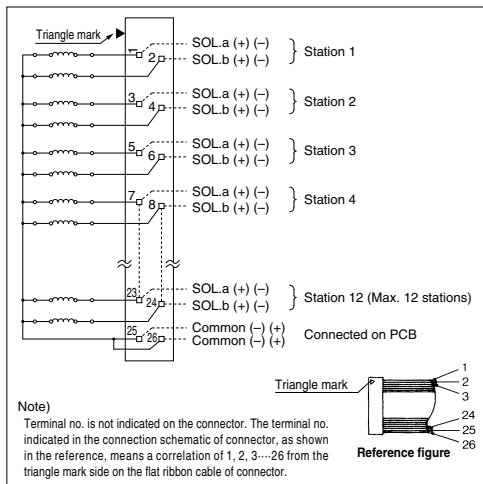 Triangle mark
1 SOL.a (+) (–)
2 SOL.b (+) (–)
Station 1
3 SOL.a (+) (–)
4 SOL.b (+) (–)
Station 2
5 SOL.a (+) (–)
6 SOL.b (+) (–)
Station 3
7 SOL.a (+) (–)
8 SOL.b (+) (–)
Station 4
23 SOL.a (+) (–)
24 SOL.b (+) (–)
Station 12 (Max. 12 stations)
25 Common (–) (+)
26 Common (–) (+)
Connected on PCB
Triangle mark
1
2
3
24
25
26
Reference figure
Note)
Terminal no. is not indicated on the connector. The terminal no.
indicated in the connection schematic of connector, as shown
in the reference, means a correlation of 1, 2, 3····26 from the
triangle mark side on the flat ribbon cable of connector.